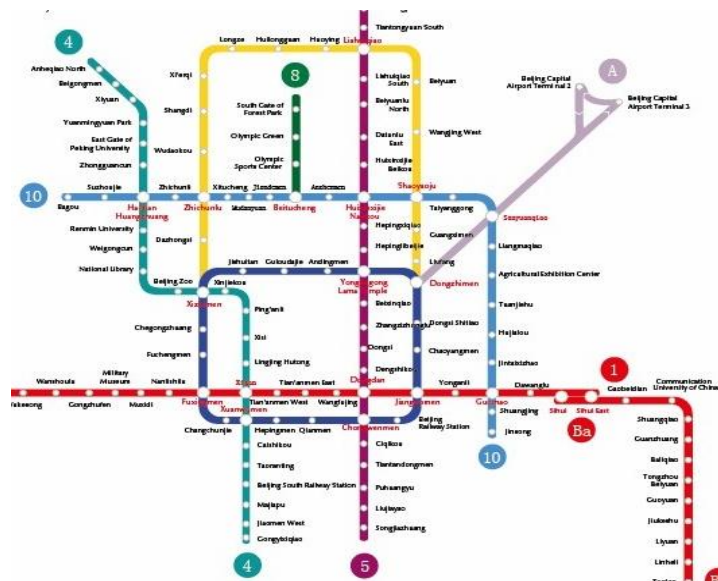 Tiantongyuan South
4
Longze
Huilongguan
Huoying
Lishuiqiao
Anheqiao North
Beigongmen
Xiyuan
Xi'erqi
8
Lishuiqiao
South
Beiyuan
Beijing Capital
Airport Terminal 2
A
Beijing Capital
Airport Terminal 3
Yuanmingyuan Park
Shangdi
South Gate of
Forest Park
Beiyuanlu
North
East Gate of
Peking University
Wudaokou
Olympic Green
Datunlu
East
Wangjing West
Zhongguancun
Olympic
Sports Center
Huixinxijie
Beikou
Suzhoujie
Zhichunli
Xitucheng
Shaoyaoju
10
Bagou
Haidian
Huangzhuang
Zhichunlu
Beitucheng
Huixinxijie
Nankou
Taiyanggong
Sanyuanqiao
Renmin University
Weigongcun
Dazhongsi
Hepingxiqiao
Guangximen
Liangmaqiao
Hepinglibeijie
National Library
Jishuitan
Guloudajie
Andingmen
Liufang
Agricultural Exhibition Center
Beijing Zoo
Xinjiekou
Xizhimen
Lama Temple
Dongzhimen
Ping'anli
Beixinqiao
Tuanjiehu
Chegongzhuang
Dongsi Shitiao
Hujialou
Xisi
Dongsi
Fuchengmen
Lingjing Hutong
Dengshikou
Chaoyangmen
Jintaixizhao
Wanshoulu
Military
Museum
Nanlishilu
Xidan
Tian'anmen East
Dongdan
Yonganli
Dawanglu
1
Gaobeidian
Communication
University of China
Gongzhufen
Muxidi
Fuxingmen
Tian'anmen West
Wangfujing
Jianguomen
Guomao
Sihui
Sihui East
Xuanwumen
Shuangjing
Ba
Shuangqiao
Changchunjie
Hepingmen
Qianmen
Chongwenmen
Beijing
Railway Station
Jinsong
Guanzhuang
Caishikou
Ciqikou
10
Baliqiao
Taoranting
Tiantandongmen
Tongzhou
Beiyuan
Beijing South Railway Station
Puhuangyu
Guoyuan
Majiapu
Liujiayao
Jiukeshu
Jiaomen West
Songjiazhuang
Liyuan
Gongyixiqiao
Linheli
4
5